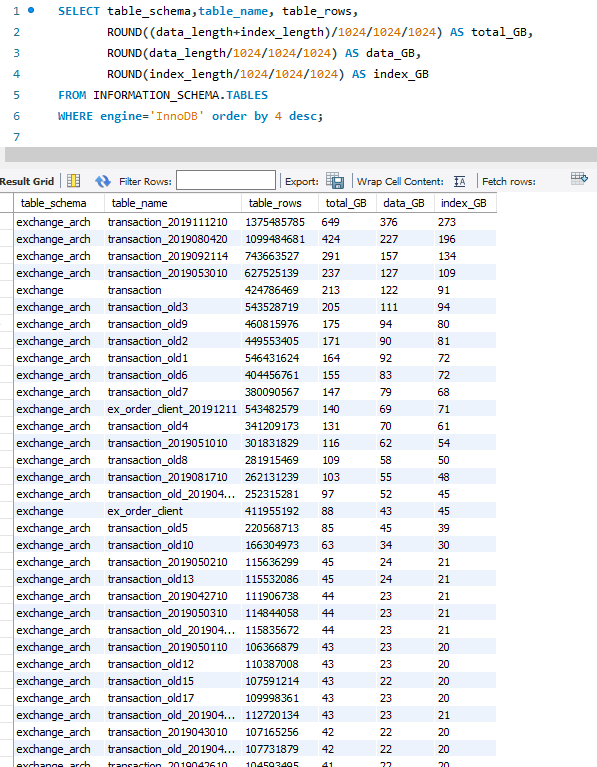 1 SELECT table_schema,table_name, table_rows,
2 ROUND((data_length+index_length)/1024/1024/1024) AS total_GB,
3 ROUND(data_length/1024/1024/1024) AS data_GB,
4 ROUND(index_length/1024/1024/1024) AS index_GB
5 FROM INFORMATION_SCHEMA.TABLES
6 WHERE engine='InnoDB' order by 4 desc;
7
Result Grid Filter Rows: Export: Wrap Cell Content: IA Fetch rows:
table_schema table_name table_rows total_GB data_GB index_GB
exchange_arch transaction_2019111210 1375485785 649 376 273
exchange_arch transaction_2019080420 1099484681 424 227 196
exchange_arch transaction_2019092114 743663527 291 157 134
exchange_arch transaction_2019053010 627525139 237 127 109
exchange transaction 424786469 213 122 91
exchange_arch transaction_old3 543528719 205 111 94
exchange_arch transaction_old9 460815976 175 94 80
exchange_arch transaction_old2 449553405 171 90 81
exchange_arch transaction_old1 546431624 164 92 72
exchange_arch transaction_old6 404456761 155 83 72
exchange_arch transaction_old7 380090567 147 79 68
exchange_arch ex_order_client_20191211 543482579 140 69 71
exchange_arch transaction_old4 341209173 131 70 61
exchange_arch transaction_2019051010 301831829 116 62 54
exchange_arch transaction_old8 281915469 109 58 50
exchange_arch transaction_2019081710 262131239 103 55 48
exchange_arch transaction_old_201904... 252315281 97 52 45
exchange ex_order_client 411955192 88 43 45
exchange_arch transaction_old5 220568713 85 45 39
exchange_arch transaction_old10 166304973 63 34 30
exchange_arch transaction_2019050210 115636299 45 24 21
exchange_arch transaction_old13 115532086 45 24 21
exchange_arch transaction_2019042710 111906738 44 23 21
exchange_arch transaction_2019050310 114844058 44 23 21
exchange_arch transaction_old_201904... 115835672 44 23 21
exchange_arch transaction_2019050110 106366879 43 23 20
exchange_arch transaction_old12 110387008 43 23 20
exchange_arch transaction_old15 107591214 43 22 20
exchange_arch transaction_old17 109998361 43 23 20
exchange_arch transaction_old_201904... 112720134 43 23 21
exchange_arch transaction_2019043010 107165256 42 22 20
exchange_arch transaction_old_201904... 107731879 42 22 20
exchange_arch transaction_2019042610 104593495 41 22 20